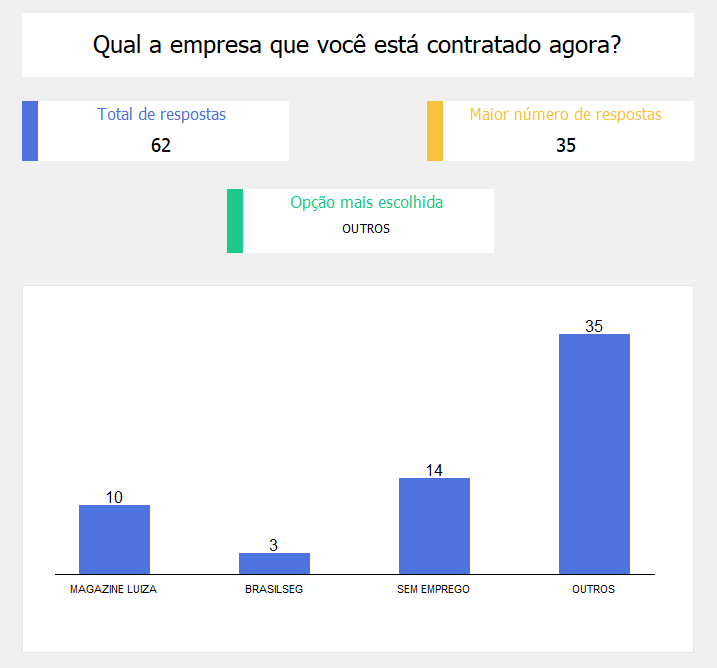 Qual a empresa que você está contratado agora?
Total de respostas
62
Maior número de respostas
35
Opção mais escolhida
OUTROS
10
3
14
35
MAGAZINE LUIZA
BRASILSEG
SEM EMPREGO
OUTROS